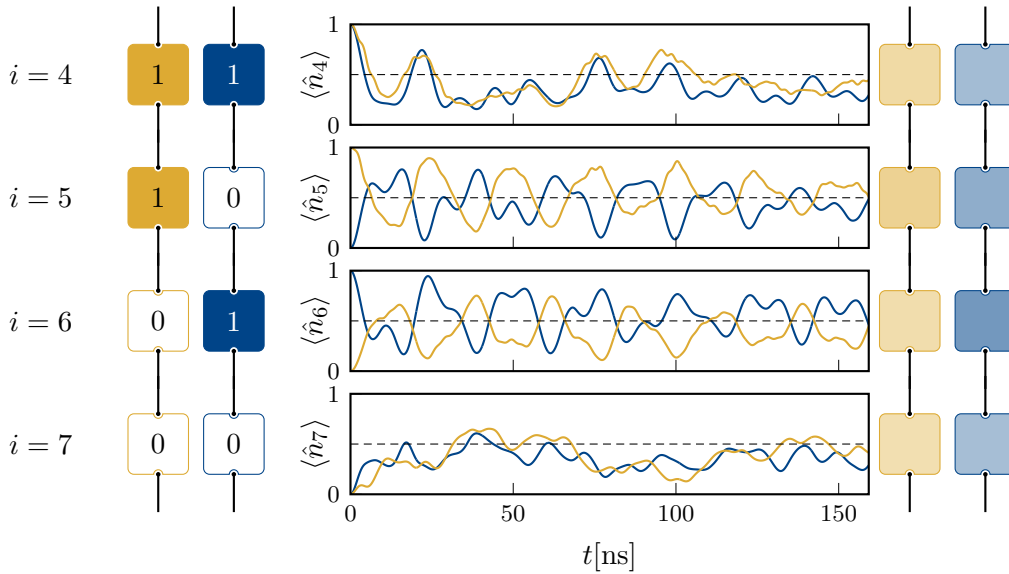 i = 4 1 1 ⟨n̂₄⟩ 1 0
i = 5 1 0 ⟨n̂₅⟩ 1 0
i = 6 0 1 ⟨n̂₆⟩ 1 0
i = 7 0 0 ⟨n̂₇⟩ 1 0
0 50 100 150
t[ns]